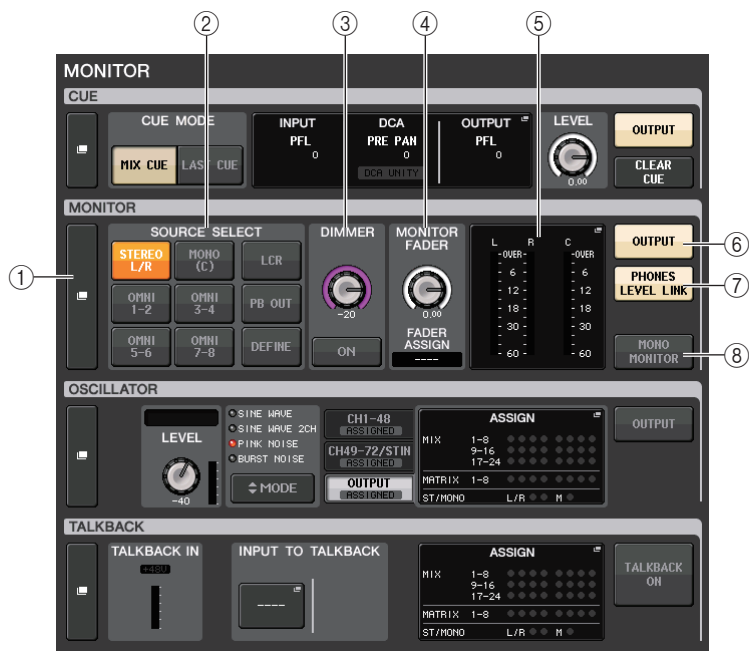 ② ③ ④ ⑤
MONITOR
CUE
CUE MODE
MIX CUE
LAST CUE
INPUT
PFL
0
DCA
PRE PAN
0
DCA UNITY
OUTPUT
PFL
0
LEVEL
0.00
OUTPUT
CLEAR
CUE
MONITOR
①
SOURCE SELECT
STEREO
L/R
MONO
(C)
LCR
OMNI
1-2
OMNI
3-4
PB OUT
OMNI
5-6
OMNI
7-8
DEFINE
DIMMER
-20
ON
MONITOR
FADER
0.00
FADER
ASSIGN
----
L R C
-OVER- -OVER-
- 6 - - 6
- 12 - - 12
- 18 - - 18
- 30 - - 30
- 60 - - 60
OUTPUT
⑥
PHONES
LEVEL LINK
⑦
MONO
MONITOR
⑧
OSCILLATOR
LEVEL
-40
SINE WAVE
SINE WAVE 2CH
PINK NOISE
BURST NOISE
MODE
CH1-48
ASSIGNED
CH49-72/STIN
ASSIGNED
OUTPUT
ASSIGNED
ASSIGN
MIX 1-8
9-16
17-24
MATRIX 1-8
ST/MONO L/R M
OUTPUT
TALKBACK
TALKBACK IN
+48V
INPUT TO TALKBACK
----
ASSIGN
MIX 1-8
9-16
17-24
MATRIX 1-8
ST/MONO L/R M
TALKBACK
ON